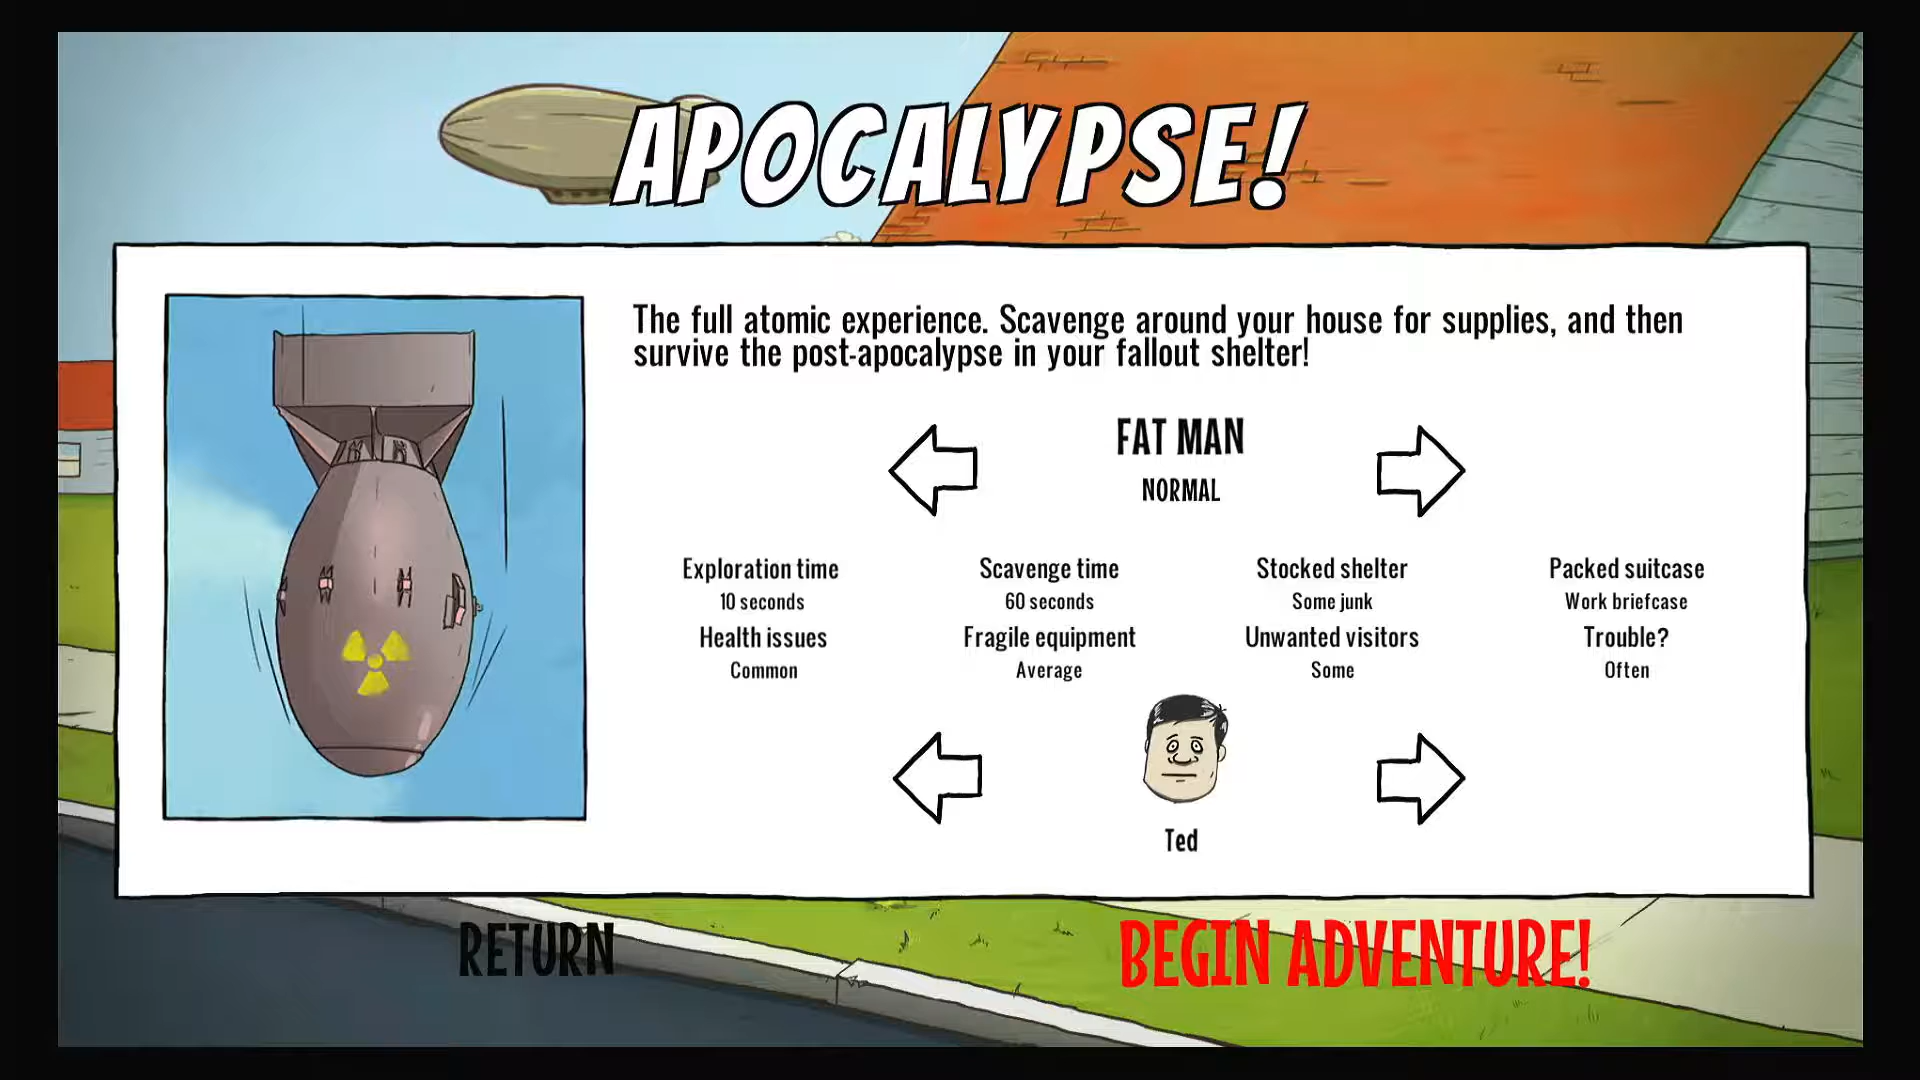 APOCALYPSE!
The full atomic experience. Scavenge around your house for supplies, and then
survive the post-apocalypse in your fallout shelter!
FAT MAN
NORMAL
Exploration time Scavenge time Stocked shelter Packed suitcase
10 seconds 60 seconds Some junk Work briefcase
Health issues Fragile equipment Unwanted visitors Trouble?
Common Average Some Often
Ted
RETURN BEGIN ADVENTURE!